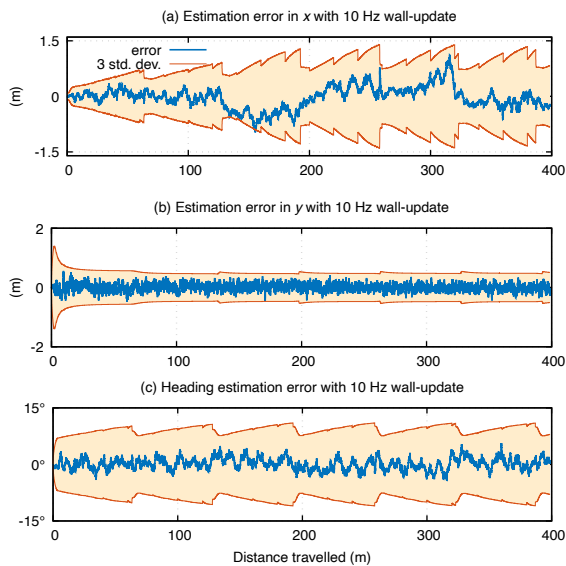 (a) Estimation error in x with 10 Hz wall-update
1.5
error
3 std. dev.
(m)
0
-1.5
0 100 200 300 400
(b) Estimation error in y with 10 Hz wall-update
2
(m)
0
-2
0 100 200 300 400
(c) Heading estimation error with 10 Hz wall-update
15°
0°
-15°
0 100 200 300 400
Distance travelled (m)